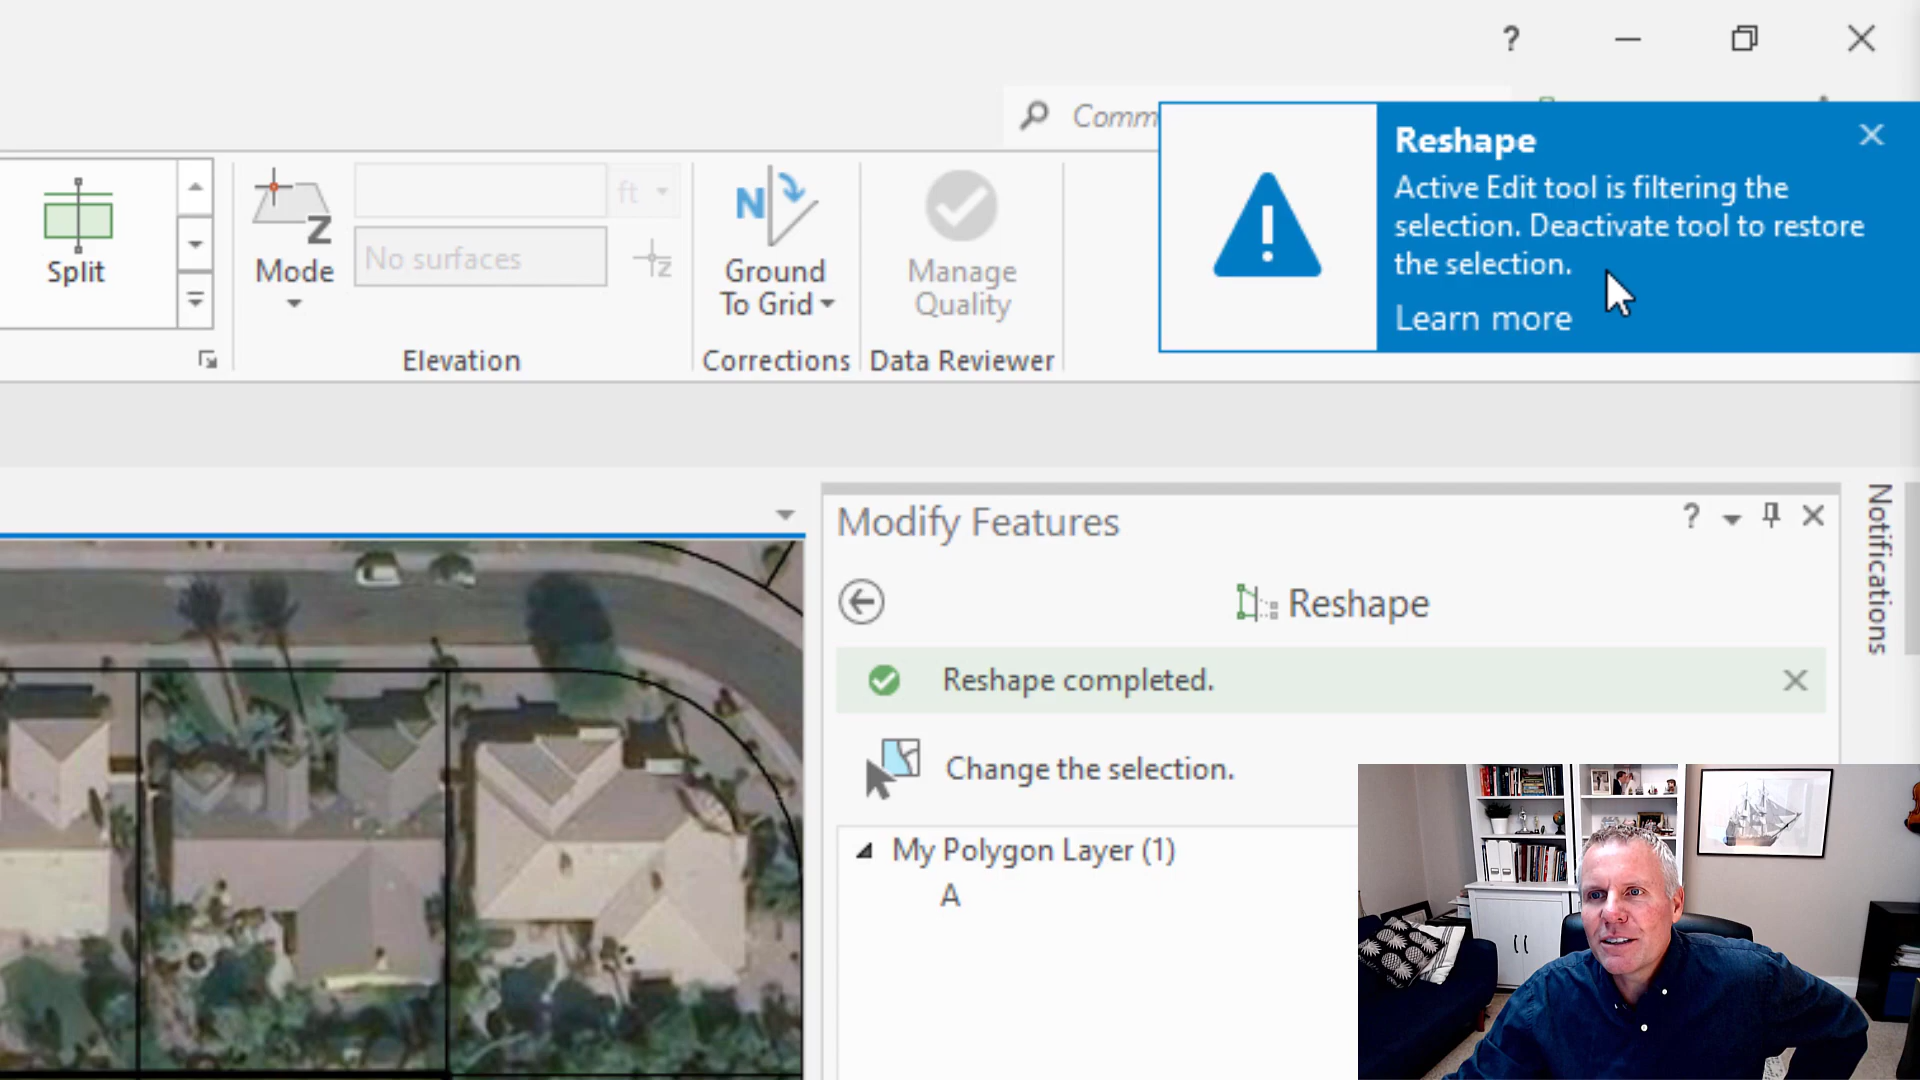 ?
Comm
Reshape
Active Edit tool is filtering the
selection. Deactivate tool to restore
the selection.
Learn more
Split
Mode
ft
No surfaces
Z
z
N
Ground
To Grid
Manage
Quality
Elevation
Corrections
Data Reviewer
Modify Features
?
Notifications
Reshape
Reshape completed.
Change the selection.
My Polygon Layer (1)
A